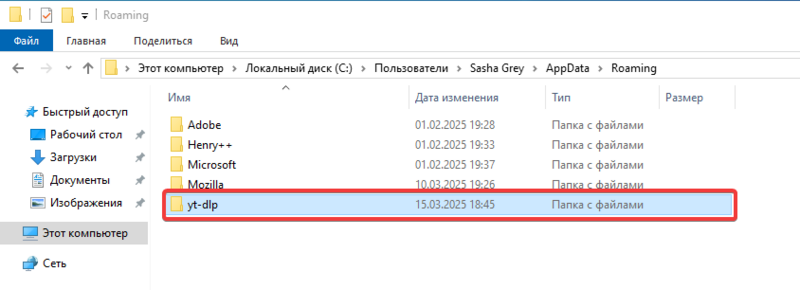 Roaming
Файл Главная Поделиться Вид
Этот компьютер Локальный диск (C:) Пользователи Sasha Grey AppData Roaming
Имя Дата изменения Тип Размер
Быстрый доступ
Рабочий стол
Загрузки
Документы
Изображения
Этот компьютер
Сеть
Adobe 01.02.2025 19:28 Папка с файлами
Henry++ 01.02.2025 19:33 Папка с файлами
Microsoft 01.02.2025 19:37 Папка с файлами
Mozilla 10.03.2025 19:26 Папка с файлами
yt-dlp 15.03.2025 18:45 Папка с файлами